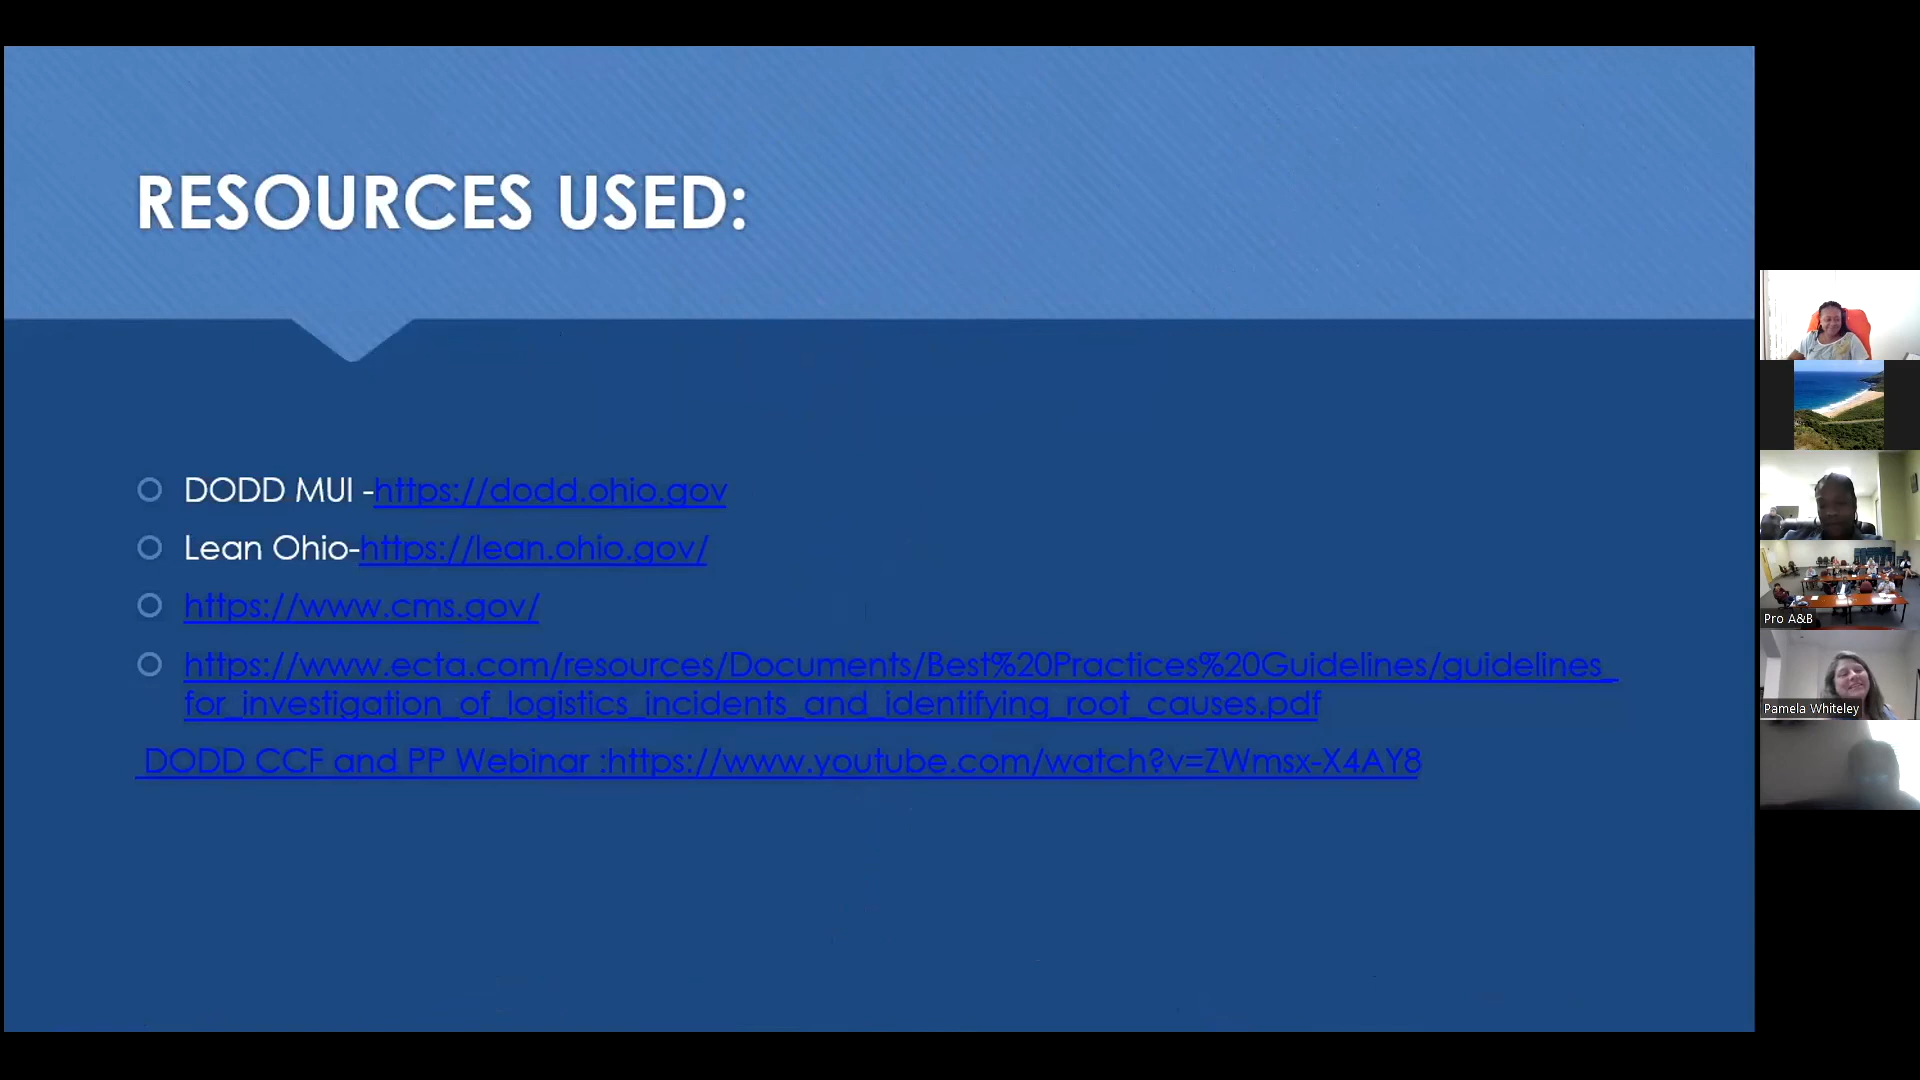 RESOURCES USED:
DODD MUI -https://dodd.ohio.gov
Lean Ohio-https://lean.ohio.gov/
https://www.cms.gov/
https://www.ecta.com/resources/Documents/Best%20Practices%20Guidelines/guidelines_
for_investigation_of_logistics_incidents_and_identifying_root_causes.pdf
DODD CCF and PP Webinar :https://www.youtube.com/watch?v=ZWmsx-X4AY8
Pro A&B
Pamela Whiteley